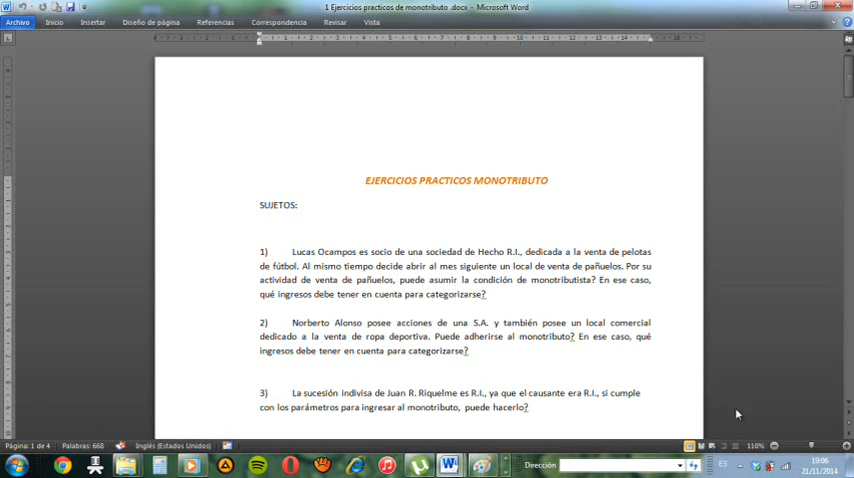 1 Ejercicios practicos de monotributo .docx - Microsoft Word
Archivo Inicio Insertar Diseño de página Referencias Correspondencia Revisar Vista
EJERCICIOS PRACTICOS MONOTRIBUTO
SUJETOS:
1) Lucas Ocampos es socio de una sociedad de Hecho R.I., dedicada a la venta de pelotas
de fútbol. Al mismo tiempo decide abrir al mes siguiente un local de venta de pañuelos. Por su
actividad de venta de pañuelos, puede asumir la condición de monotributista? En ese caso,
qué ingresos debe tener en cuenta para categorizarse?
2) Norberto Alonso posee acciones de una S.A. y también posee un local comercial
dedicado a la venta de ropa deportiva. Puede adherirse al monotributo? En ese caso, qué
ingresos debe tener en cuenta para categorizarse?
3) La sucesión indivisa de Juan R. Riquelme es R.I., ya que el causante era R.I., si cumple
con los parámetros para ingresar al monotributo, puede hacerlo?
Página: 1 de 4 Palabras: 668 Inglés (Estados Unidos) 110%
Dirección ES 19:06
21/11/2014